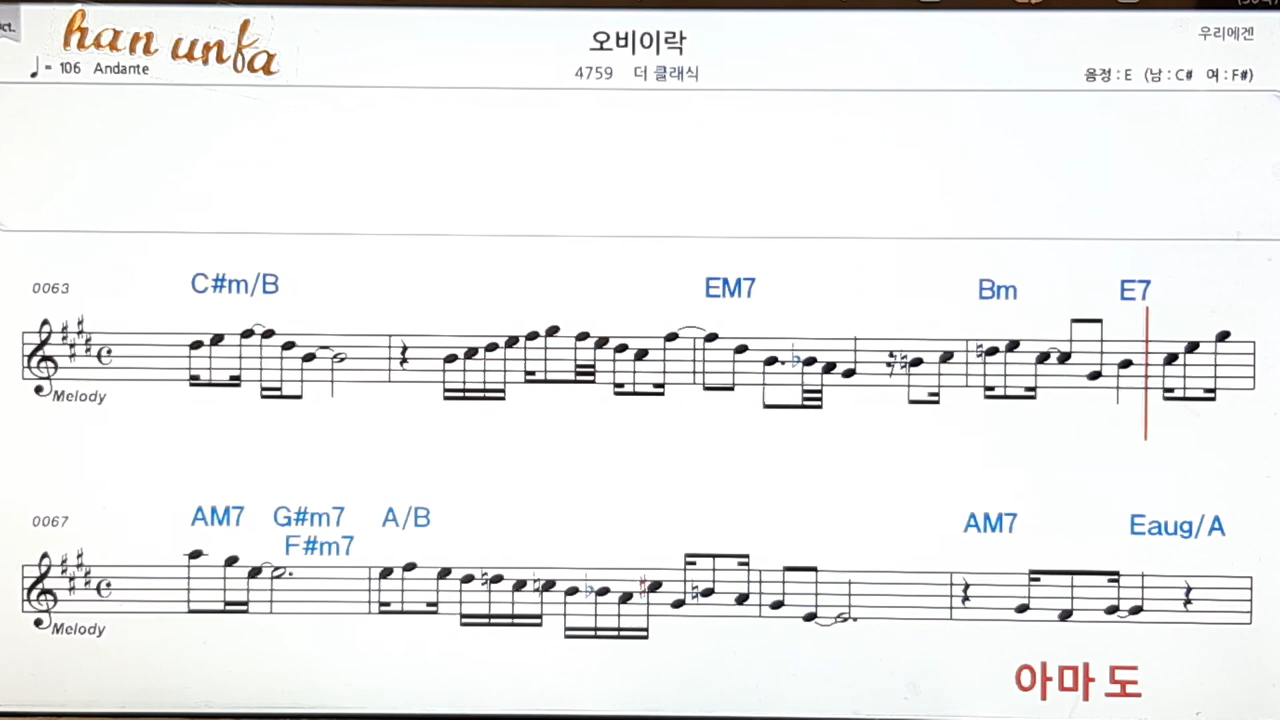 ct.
han unfa
오비이락
우리에겐
♩= 106 Andante
4759 더 클래식
음정 : E (남 : C# 여 : F#)
C#m/B EM7 Bm E7
0063
Melody
AM7 G#m7 A/B AM7 Eaug/A
F#m7
0067
Melody
아마 도